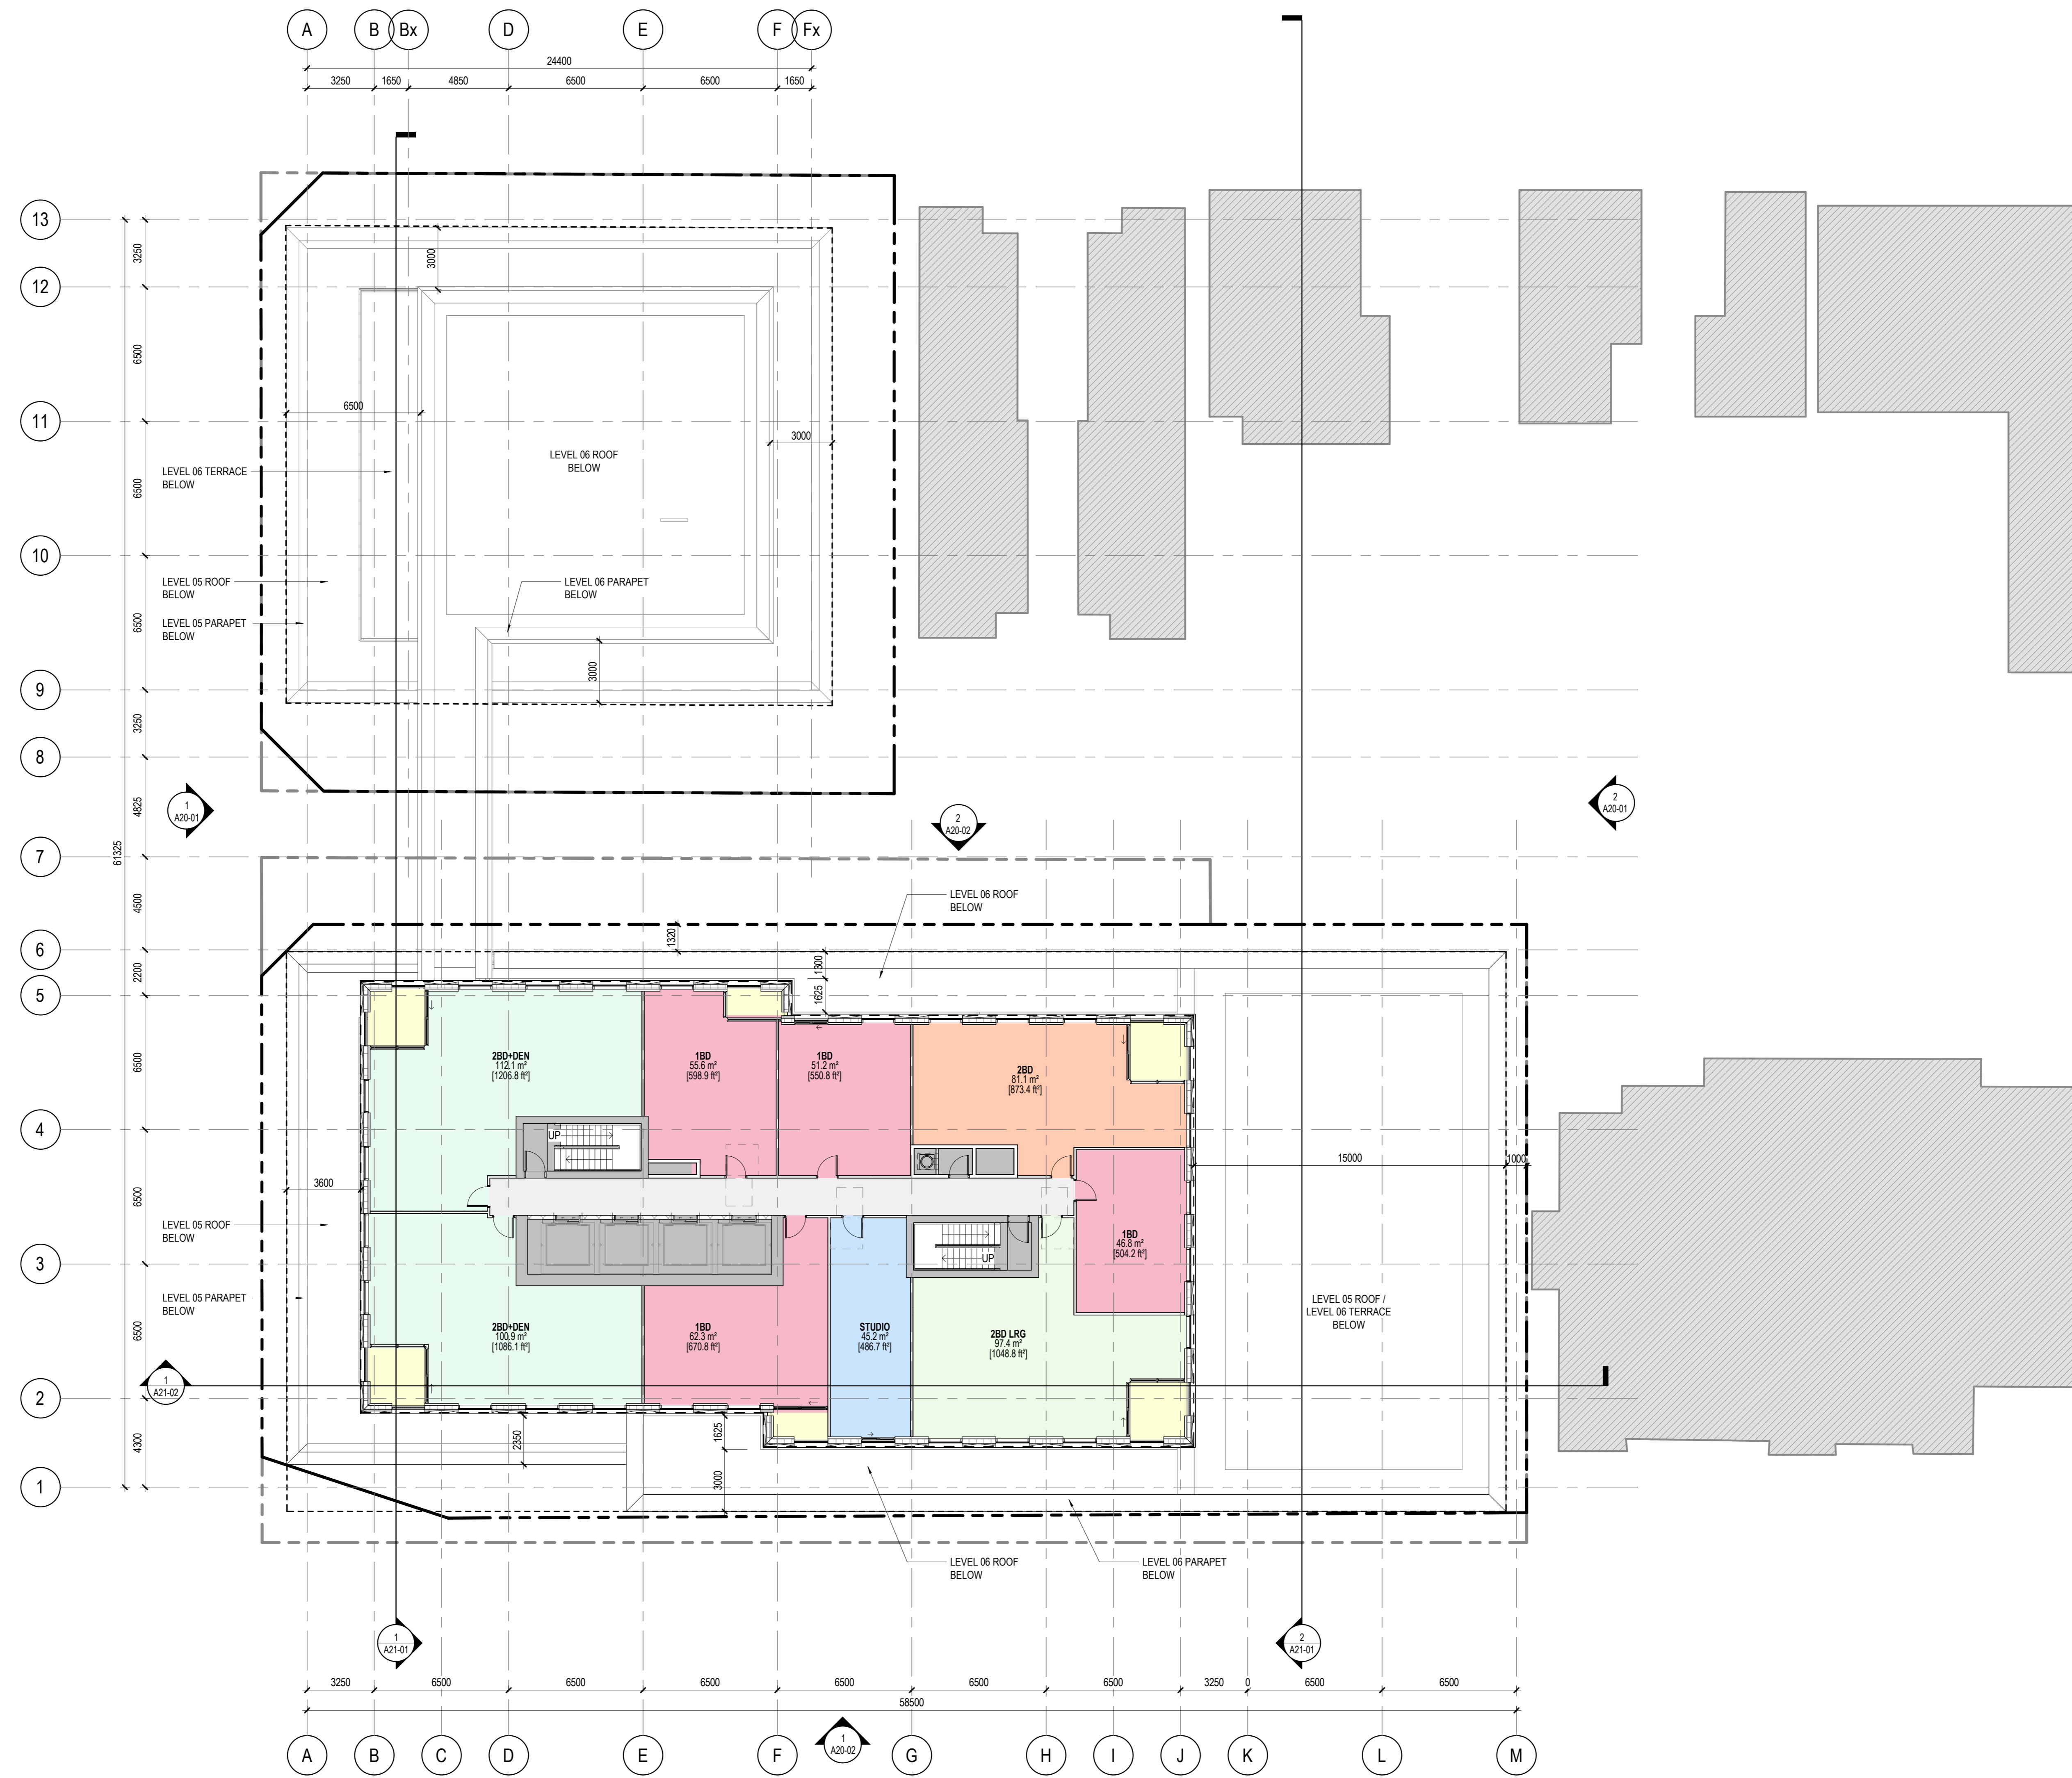 A
B
Bx
D
E
F
Fx
24400
3250
1650
4850
6500
6500
1650
13
12
11
10
9
8
7
6
5
4
3
2
1
3250
6500
6500
6500
3250
4825
4500
2200
6500
6500
6500
4300
61325
3000
6500
3000
3000
LEVEL 06 ROOF
BELOW
LEVEL 06 TERRACE
BELOW
LEVEL 05 ROOF
BELOW
LEVEL 06 PARAPET
BELOW
LEVEL 05 PARAPET
BELOW
1
A20-01
2
A20-02
2
A20-01
LEVEL 06 ROOF
BELOW
1320
1300
1625
2BD+DEN
112.1 m²
[1206.8 ft²]
1BD
55.6 m²
[598.9 ft²]
1BD
51.2 m²
[550.8 ft²]
2BD
81.1 m²
[873.4 ft²]
UP
3600
15000
1000
LEVEL 05 ROOF
BELOW
1BD
46.8 m²
[504.2 ft²]
UP
LEVEL 05 PARAPET
BELOW
LEVEL 05 ROOF /
LEVEL 06 TERRACE
BELOW
2BD+DEN
100.9 m²
[1086.1 ft²]
1BD
62.3 m²
[670.8 ft²]
STUDIO
45.2 m²
[486.7 ft²]
2BD LRG
97.4 m²
[1048.8 ft²]
1
A21-02
2350
1625
3000
LEVEL 06 ROOF
BELOW
LEVEL 06 PARAPET
BELOW
1
A21-01
2
A21-01
3250
6500
6500
6500
6500
6500
6500
3250
0
6500
6500
58500
1
A20-02
A
B
C
D
E
F
G
H
I
J
K
L
M